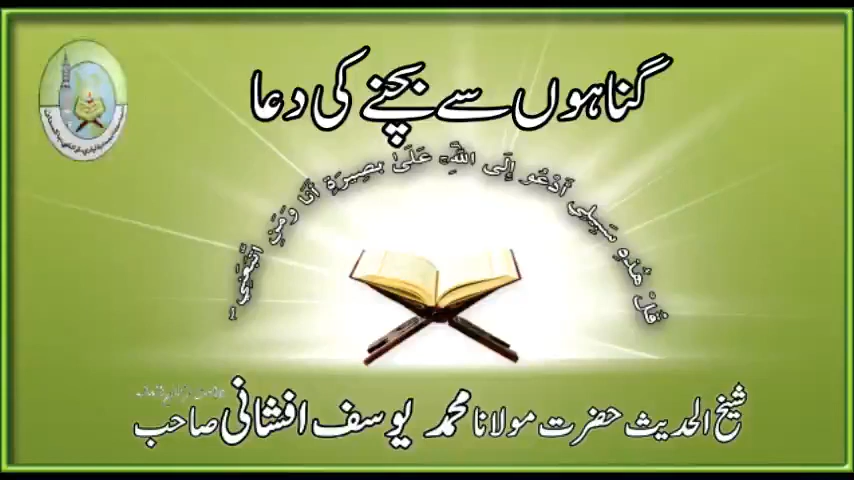 گناہوں سے بچنے کی دعا
قُلْ هٰذِهٖ سَبِيلِي أَدْعُو إِلَى اللَّهِ عَلَىٰ بَصِيرَةٍ أَنَا وَمَنِ اتَّبَعَنِي
شیخ الحدیث حضرت مولانا محمد یوسف افشانی صاحب